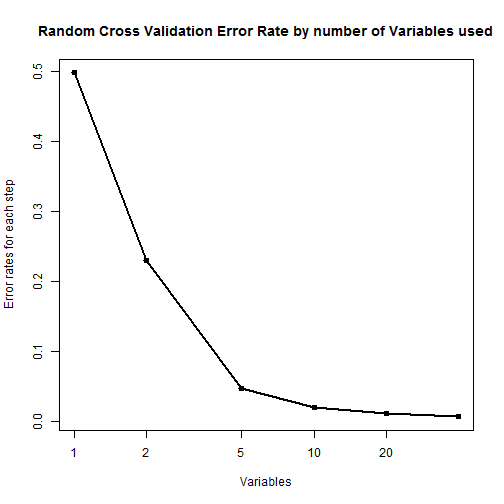 Random Cross Validation Error Rate by number of Variables used
Error rates for each step
0.5
0.4
0.3
0.2
0.1
0.0
1 2 5 10 20
Variables